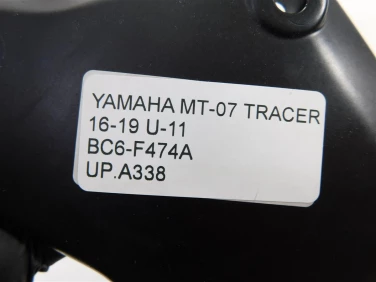 YAMAHA MT-07 TRACER
16-19 U-11
BC6-F474A
UP.A338